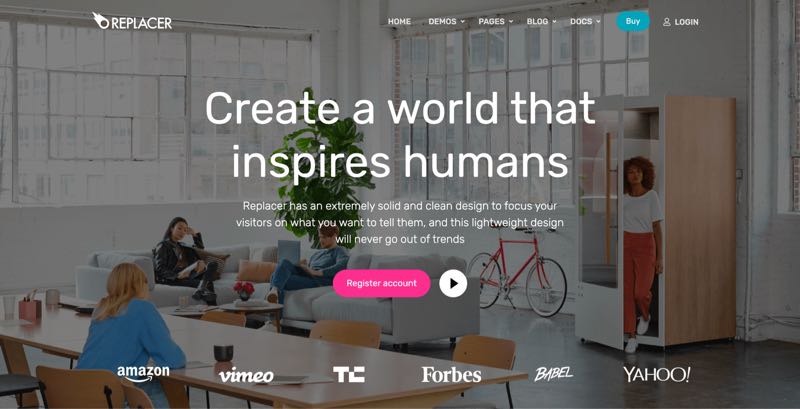 REPLACER
HOME DEMOS PAGES BLOG DOCS Buy LOGIN
Create a world that
inspires humans
Replacer has an extremely solid and clean design to focus your
visitors on what you want to tell them, and this lightweight design
will never go out of trends
Register account
amazon vimeo TC Forbes BABEL YAHOO!